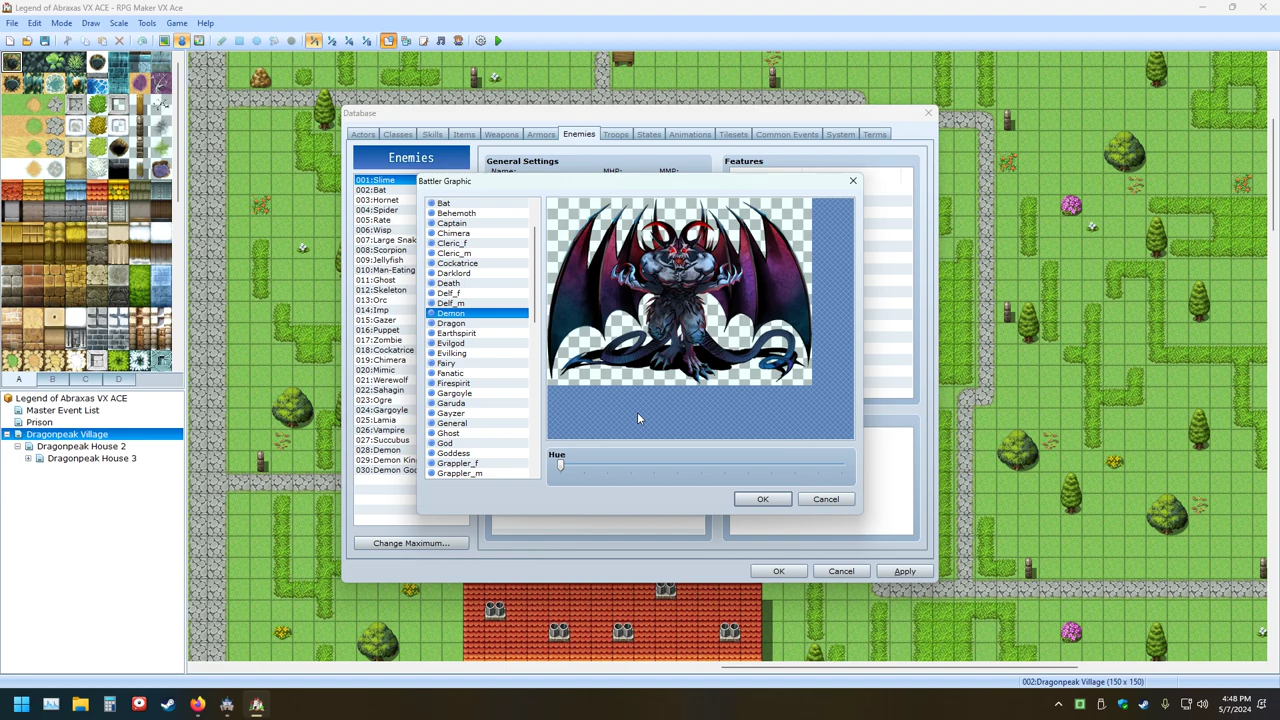 Legend of Abraxas VX ACE - RPG Maker VX Ace
File Edit Mode Draw Scale Tools Game Help
Database
Actors Classes Skills Items Weapons Armors Enemies Troops States Animations Tilesets Common Events System Terms
Enemies
General Settings
Features
Name:
MHP:
MMP:
001:Slime
002:Bat
003:Hornet
004:Spider
005:Rate
006:Wisp
007:Large Snak
008:Scorpion
009:Jellyfish
010:Man-Eating
011:Ghost
012:Skeleton
013:Orc
014:Imp
015:Gazer
016:Puppet
017:Zombie
018:Cockatrice
019:Chimera
020:Mimic
021:Werewolf
022:Sahagin
023:Ogre
024:Gargoyle
025:Lamia
026:Vampire
027:Succubus
028:Demon
029:Demon Kin
030:Demon God
Change Maximum...
Battler Graphic
Bat
Behemoth
Captain
Chimera
Cleric_f
Cleric_m
Cockatrice
Darklord
Death
Delf_f
Delf_m
Demon
Dragon
Earthspirit
Evilgod
Evilking
Fairy
Fanatic
Firespirit
Gargoyle
Garuda
Gayzer
General
Ghost
God
Goddess
Grappler_f
Grappler_m
Hue
OK Cancel
OK Cancel Apply
A B C D
Legend of Abraxas VX ACE
Master Event List
Prison
Dragonpeak Village
Dragonpeak House 2
Dragonpeak House 3
002:Dragonpeak Village (150 x 150)
4:48 PM
5/7/2024